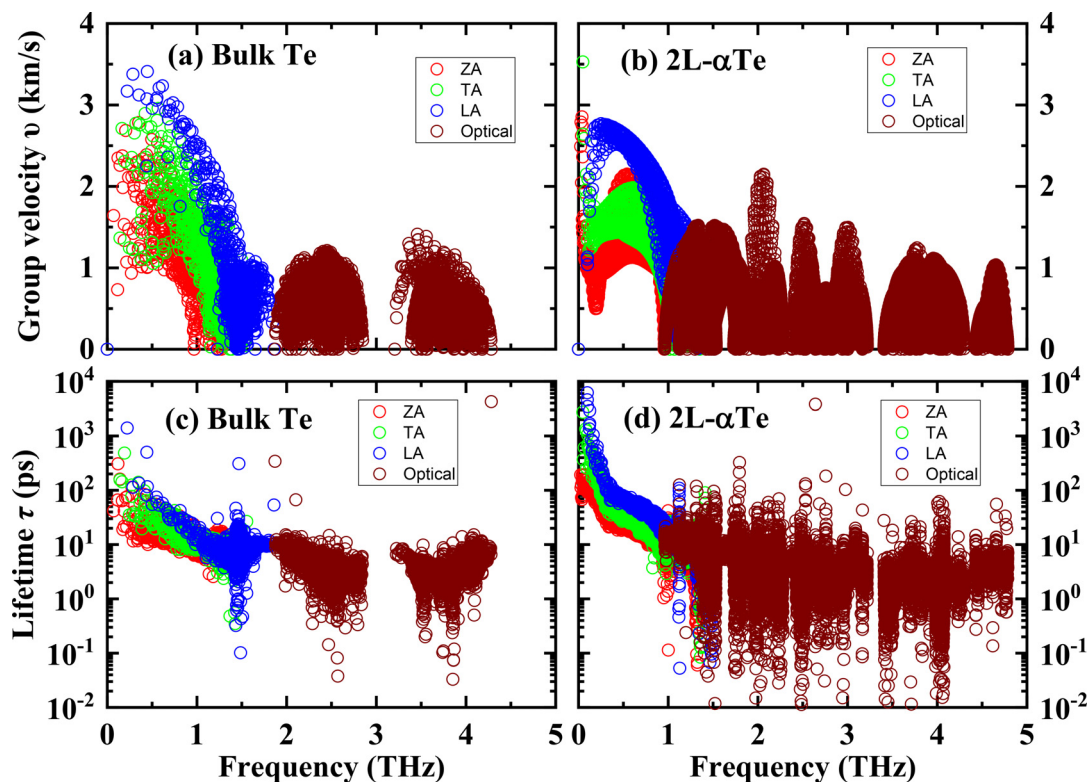 Group velocity υ (km/s)
4
3
2
1
0
(a) Bulk Te
ZA
TA
LA
Optical
(b) 2L-αTe
ZA
TA
LA
Optical
4
3
2
1
0
Lifetime τ (ps)
10⁴
10³
10²
10¹
10⁰
10⁻¹
10⁻²
(c) Bulk Te
ZA
TA
LA
Optical
(d) 2L-αTe
ZA
TA
LA
Optical
10⁴
10³
10²
10¹
10⁰
10⁻¹
10⁻²
0 1 2 3 4 5
0 1 2 3 4 5
Frequency (THz)
Frequency (THz)